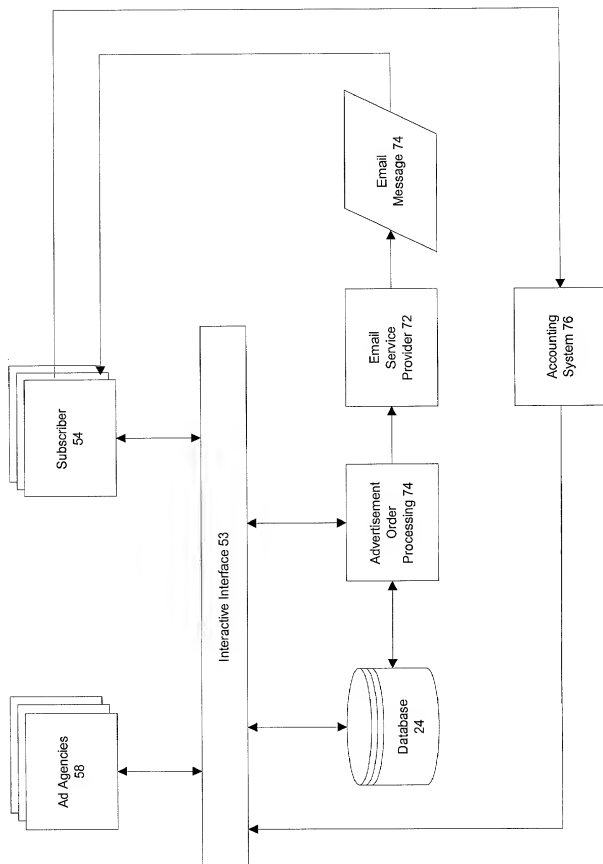 Ad Agencies
58
Subscriber
54
Interactive Interface 53
Database
24
Advertisement
Order
Processing 74
Email
Service
Provider 72
Email
Message 74
Accounting
System 76